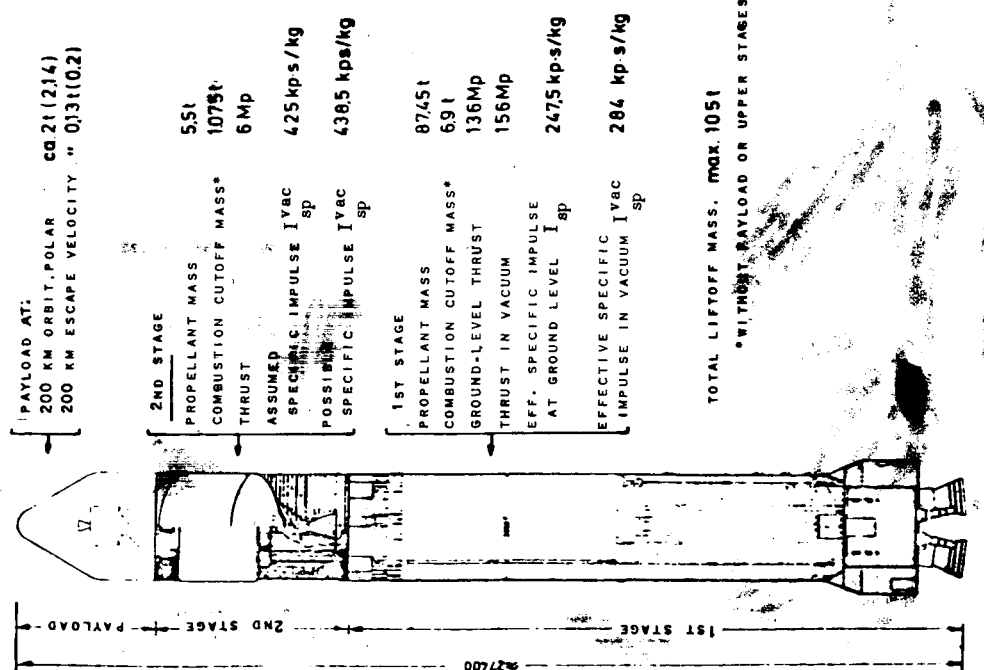 PAYLOAD AT:
200 KM ORBIT, POLAR ca. 2t (2,14)
200 KM ESCAPE VELOCITY " 0,13t (0,2)
2ND STAGE
PROPELLANT MASS 5,5t
COMBUSTION CUTOFF MASS* 1,075t
THRUST 6 Mp
ASSUMED
SPECIFIC IMPULSE I vac sp 425 kp·s/kg
POSSIBLE
SPECIFIC IMPULSE I vac sp 438,5 kps/kg
1ST STAGE
PROPELLANT MASS 87,45t
COMBUSTION CUTOFF MASS* 6,9 t
GROUND-LEVEL THRUST 136Mp
THRUST IN VACUUM 156Mp
EFF. SPECIFIC IMPULSE
AT GROUND LEVEL I sp 247,5 kp·s/kg
EFFECTIVE SPECIFIC
IMPULSE IN VACUUM I vac sp 284 kp·s/kg
TOTAL LIFTOFF MASS, max. 105t
*WITHOUT PAYLOAD OR UPPER STAGES
PAYLOAD
2ND STAGE
1ST STAGE
27400